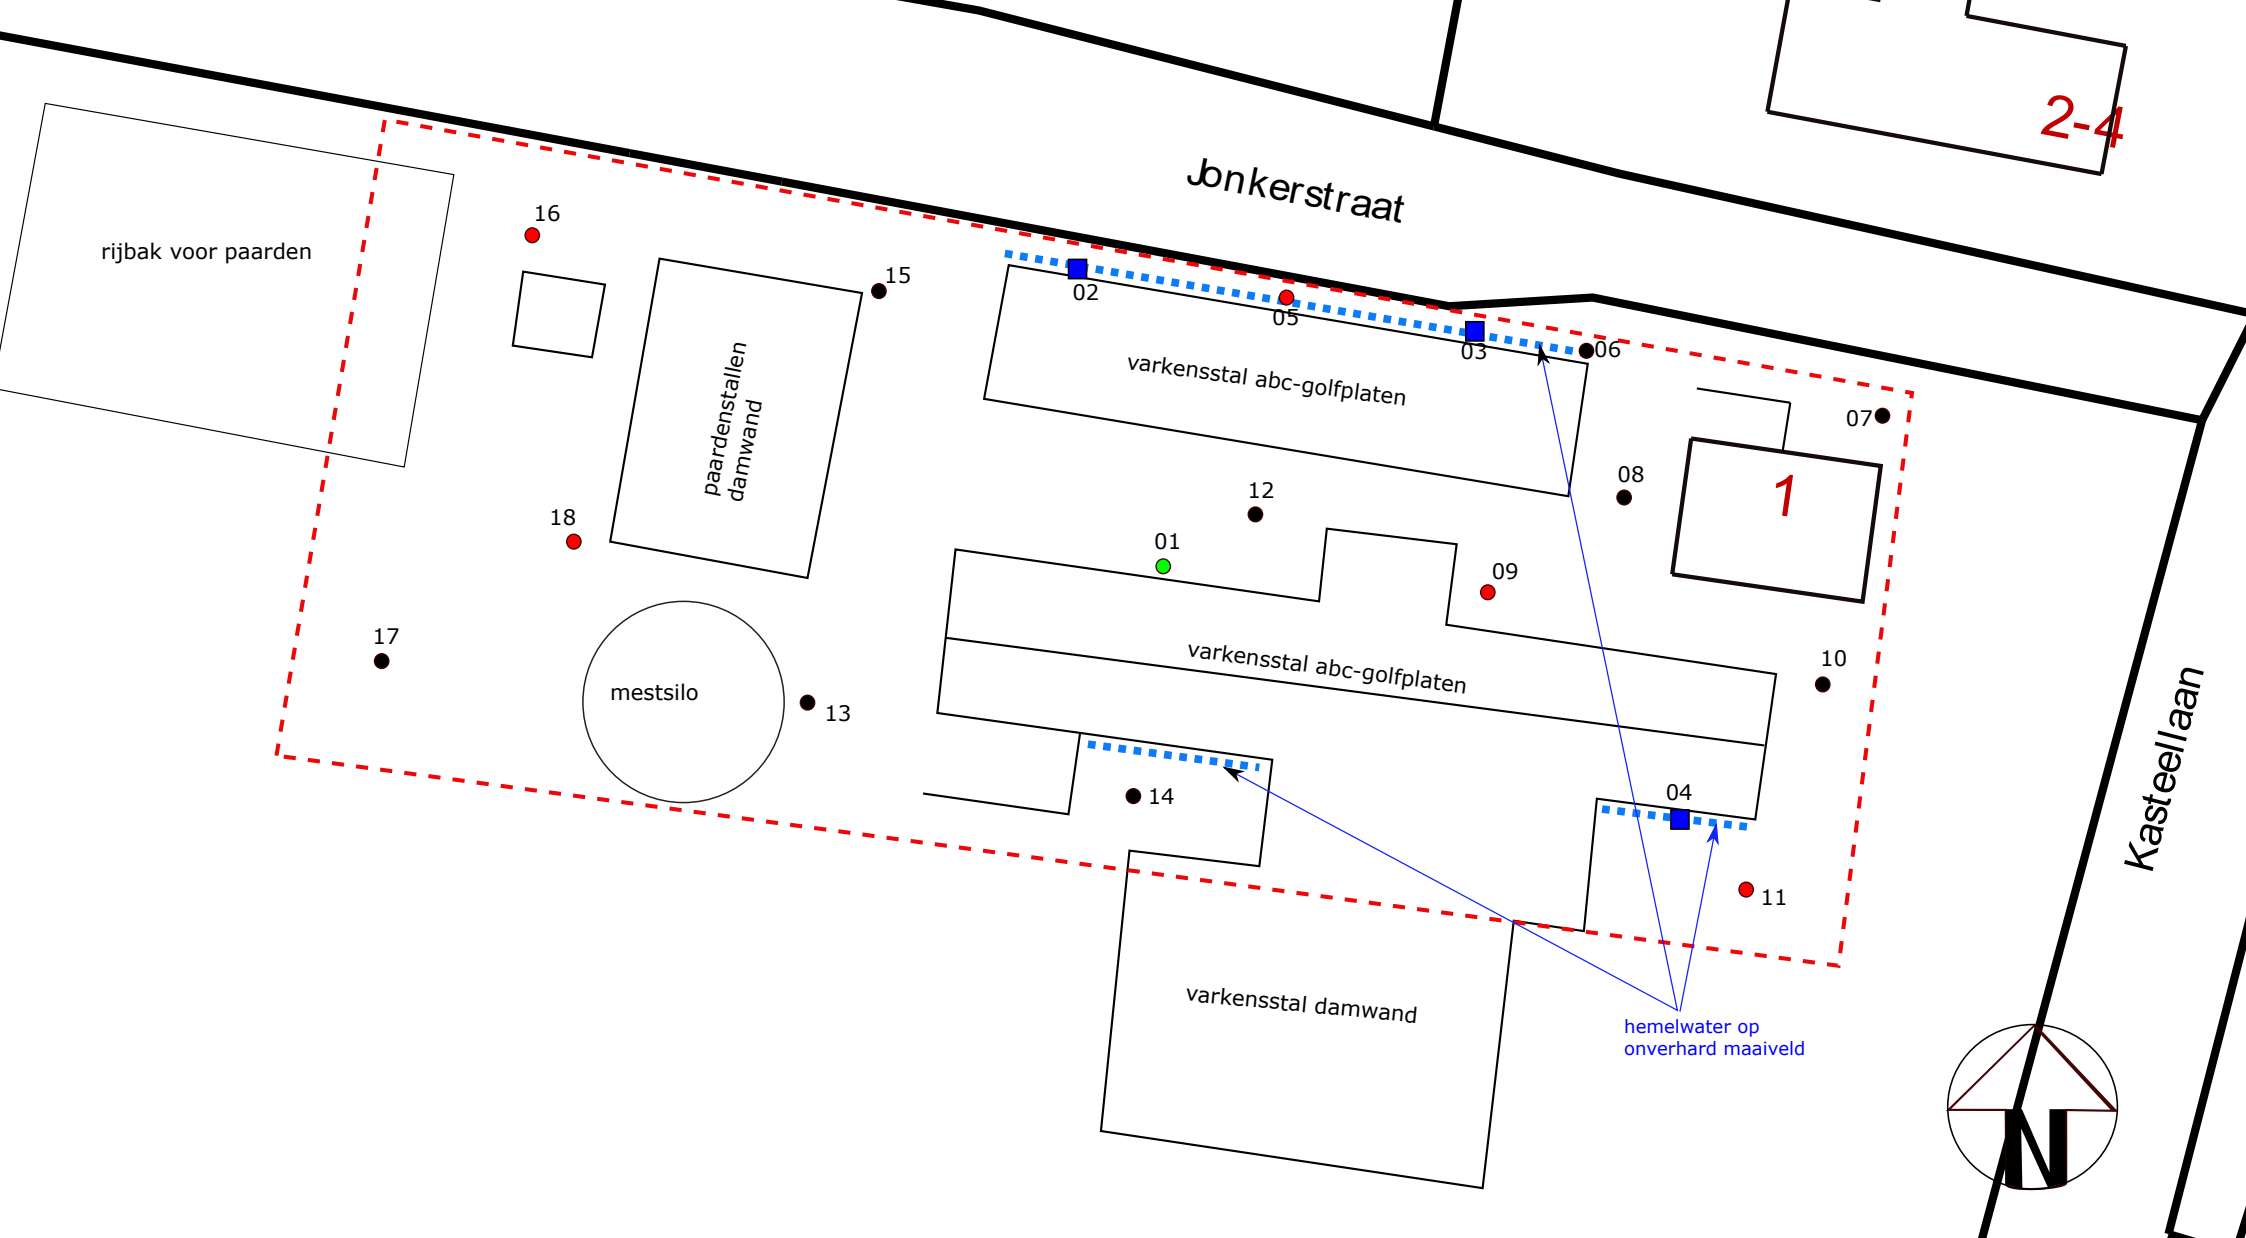 2-4
Jonkerstraat
16
rijbak voor paarden
15
02
05
03
06
varkensstal abc-golfplaten
paardenstallen
damwand
07
08
1
12
18
01
09
17
10
varkensstal abc-golfplaten
mestsilo
13
Kasteellaan
14
04
11
varkensstal damwand
hemelwater op
onverhard maaiveld
N